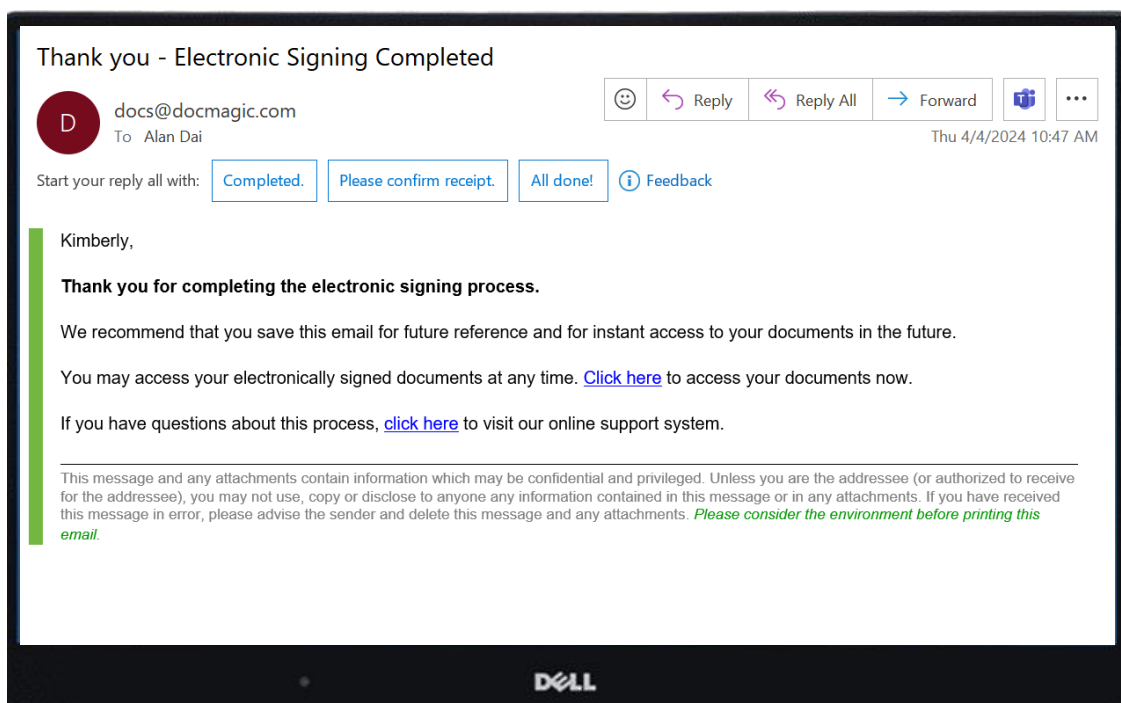 Thank you - Electronic Signing Completed
D
docs@docmagic.com
To Alan Dai
Reply
Reply All
Forward
Thu 4/4/2024 10:47 AM
Start your reply all with:
Completed.
Please confirm receipt.
All done!
Feedback
Kimberly,
Thank you for completing the electronic signing process.
We recommend that you save this email for future reference and for instant access to your documents in the future.
You may access your electronically signed documents at any time. Click here to access your documents now.
If you have questions about this process, click here to visit our online support system.
This message and any attachments contain information which may be confidential and privileged. Unless you are the addressee (or authorized to receive
for the addressee), you may not use, copy or disclose to anyone any information contained in this message or in any attachments. If you have received
this message in error, please advise the sender and delete this message and any attachments. Please consider the environment before printing this
email.
DELL